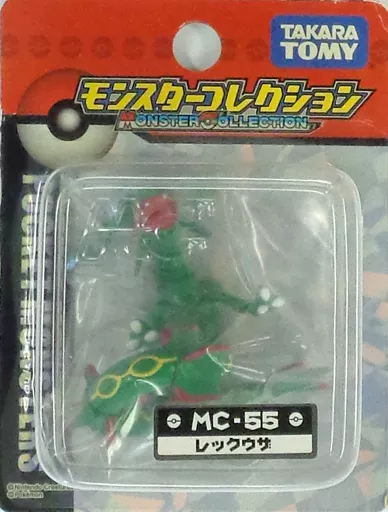 TAKARA
TOMY
モンスターコレクション
MONSTER COLLECTION
MC-55
レックウザ
© Pokémon